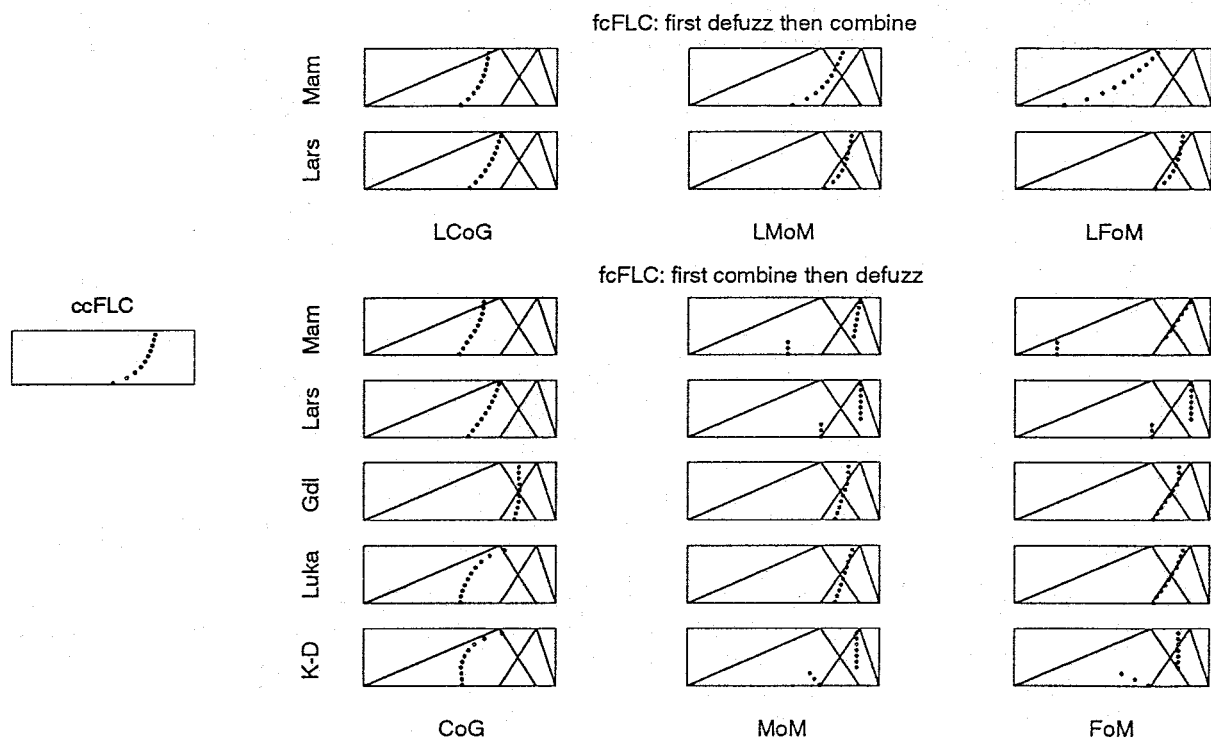 fcFLC: first defuzz then combine
Mam
Lars
LCoG LMoM LFoM
fcFLC: first combine then defuzz
ccFLC
Mam
Lars
Gdl
Luka
K-D
CoG MoM FoM